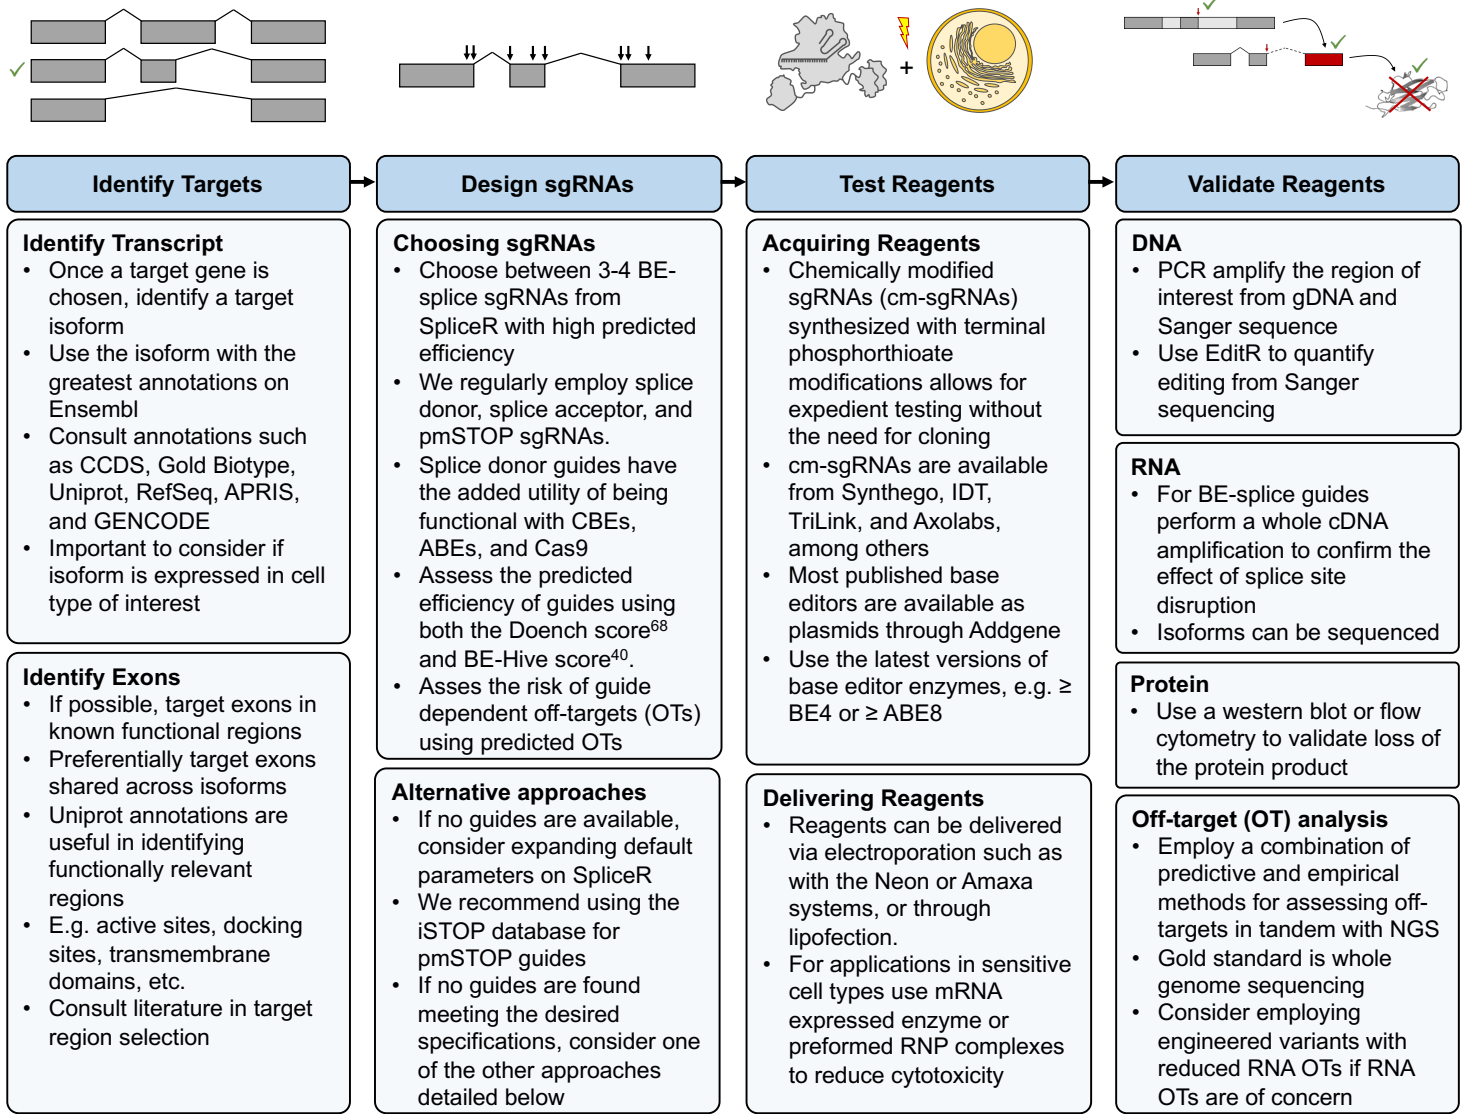 +
Identify Targets
Identify Transcript
• Once a target gene is
chosen, identify a target
isoform
• Use the isoform with the
greatest annotations on
Ensembl
• Consult annotations such
as CCDS, Gold Biotype,
Uniprot, RefSeq, APRIS,
and GENCODE
• Important to consider if
isoform is expressed in cell
type of interest
Identify Exons
• If possible, target exons in
known functional regions
• Preferentially target exons
shared across isoforms
• Uniprot annotations are
useful in identifying
functionally relevant
regions
• E.g. active sites, docking
sites, transmembrane
domains, etc.
• Consult literature in target
region selection
Design sgRNAs
Choosing sgRNAs
• Choose between 3-4 BE-
splice sgRNAs from
SpliceR with high predicted
efficiency
• We regularly employ splice
donor, splice acceptor, and
pmSTOP sgRNAs.
• Splice donor guides have
the added utility of being
functional with CBEs,
ABEs, and Cas9
• Assess the predicted
efficiency of guides using
both the Doench score68
and BE-Hive score40.
• Asses the risk of guide
dependent off-targets (OTs)
using predicted OTs
Alternative approaches
• If no guides are available,
consider expanding default
parameters on SpliceR
• We recommend using the
iSTOP database for
pmSTOP guides
• If no guides are found
meeting the desired
specifications, consider one
of the other approaches
detailed below
Test Reagents
Acquiring Reagents
• Chemically modified
sgRNAs (cm-sgRNAs)
synthesized with terminal
phosphorthioate
modifications allows for
expedient testing without
the need for cloning
• cm-sgRNAs are available
from Synthego, IDT,
TriLink, and Axolabs,
among others
• Most published base
editors are available as
plasmids through Addgene
• Use the latest versions of
base editor enzymes, e.g. ≥
BE4 or ≥ ABE8
Delivering Reagents
• Reagents can be delivered
via electroporation such as
with the Neon or Amaxa
systems, or through
lipofection.
• For applications in sensitive
cell types use mRNA
expressed enzyme or
preformed RNP complexes
to reduce cytotoxicity
Validate Reagents
DNA
• PCR amplify the region of
interest from gDNA and
Sanger sequence
• Use EditR to quantify
editing from Sanger
sequencing
RNA
• For BE-splice guides
perform a whole cDNA
amplification to confirm the
effect of splice site
disruption
• Isoforms can be sequenced
Protein
• Use a western blot or flow
cytometry to validate loss of
the protein product
Off-target (OT) analysis
• Employ a combination of
predictive and empirical
methods for assessing off-
targets in tandem with NGS
• Gold standard is whole
genome sequencing
• Consider employing
engineered variants with
reduced RNA OTs if RNA
OTs are of concern